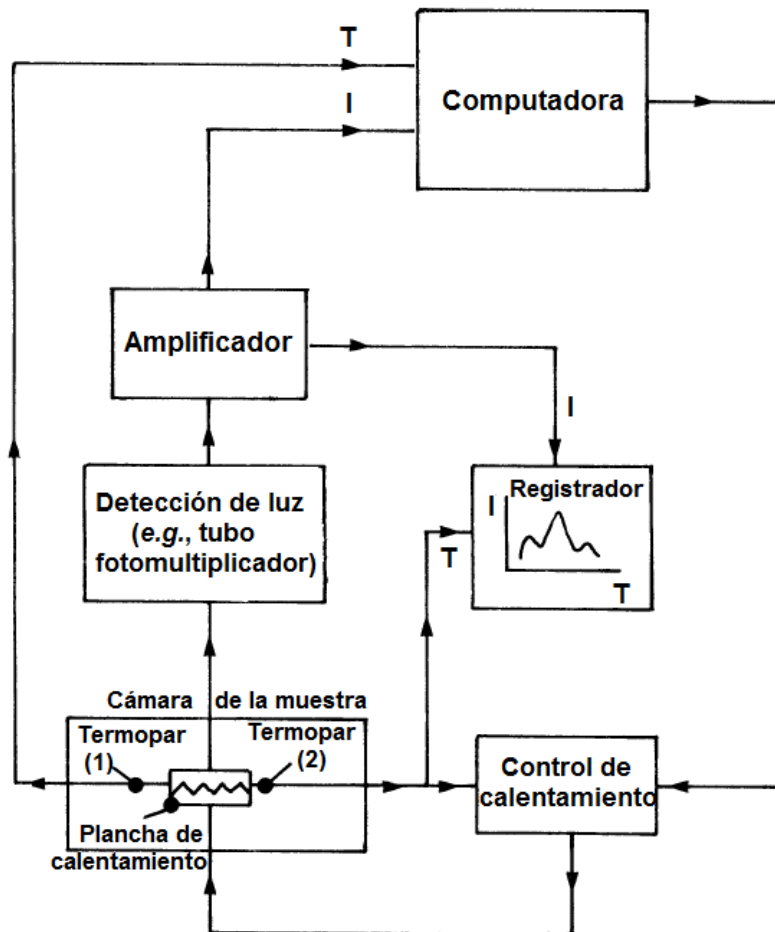 T
I
Computadora
Amplificador
I
Detección de luz
(e.g., tubo
fotomultiplicador)
Registrador
I
T
T
Cámara de la muestra
Termopar
(1)
Termopar
(2)
Plancha de
calentamiento
Control de
calentamiento